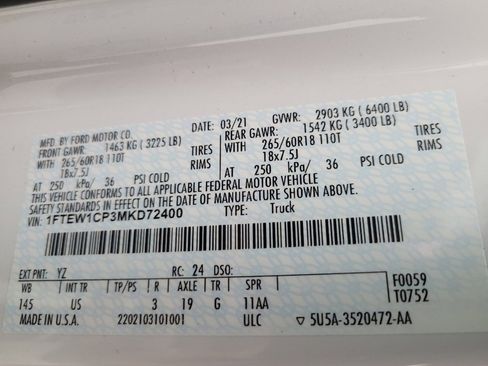 MFD. BY FORD MOTOR CO. DATE: 03/21 GVWR: 2903 KG ( 6400 LB)
FRONT GAWR: 1463 KG ( 3225 LB) REAR GAWR: 1542 KG ( 3400 LB)
WITH 265/60R18 110T TIRES WITH 265/60R18 110T TIRES
18x7.5J RIMS 18x7.5J RIMS
AT 250 kPa/ 36 PSI COLD AT 250 kPa/ 36 PSI COLD
THIS VEHICLE CONFORMS TO ALL APPLICABLE FEDERAL MOTOR VEHICLE
SAFETY STANDARDS IN EFFECT ON THE DATE OF MANUFACTURE SHOWN ABOVE.
VIN: 1FTEW1CP3MKD72400 TYPE: Truck
EXT PNT: YZ RC: 24 DSO:
WB INT TR TP/PS R AXLE TR SPR F0059
145 US 3 19 G 11AA T0752
MADE IN U.S.A. 2202103101001 ULC ▽ 5U5A-3520472-AA